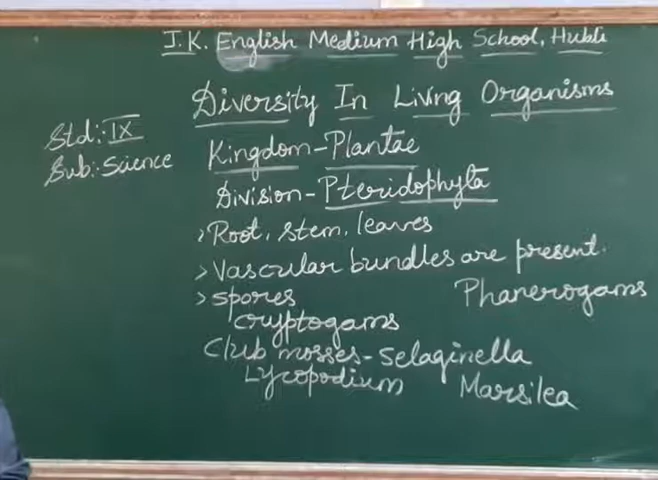 J.K. English Medium High School, Hubli
Diversity In Living Organisms
Std:- IX
Sub:- Science
Kingdom-Plantae
Division-Pteridophyta
> Root, stem, leaves
> Vascular bundles are present.
> spores
Phanerogams
cryptogams
Club mosses-selaginella
Lycopodium Marsilea